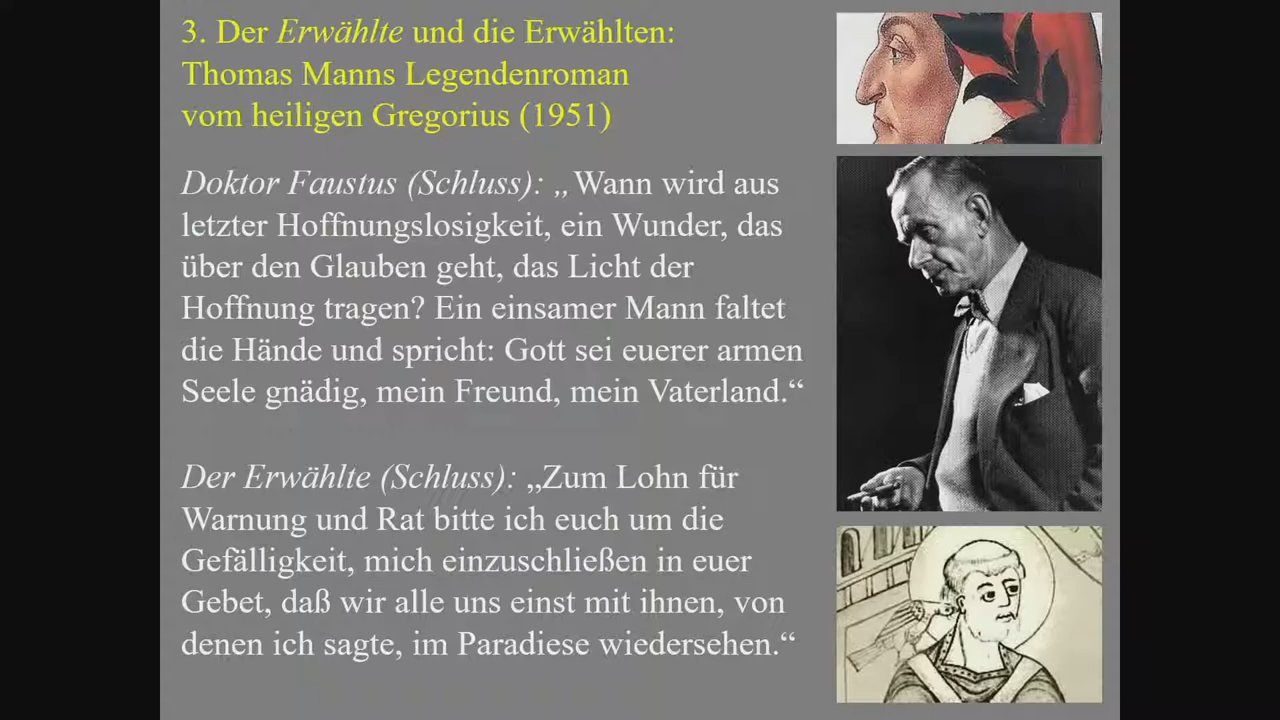 3. Der Erwählte und die Erwählten:
Thomas Manns Legendenroman
vom heiligen Gregorius (1951)
Doktor Faustus (Schluss): „Wann wird aus
letzter Hoffnungslosigkeit, ein Wunder, das
über den Glauben geht, das Licht der
Hoffnung tragen? Ein einsamer Mann faltet
die Hände und spricht: Gott sei euerer armen
Seele gnädig, mein Freund, mein Vaterland.“
Der Erwählte (Schluss): „Zum Lohn für
Warnung und Rat bitte ich euch um die
Gefälligkeit, mich einzuschließen in euer
Gebet, daß wir alle uns einst mit ihnen, von
denen ich sagte, im Paradiese wiedersehen.“